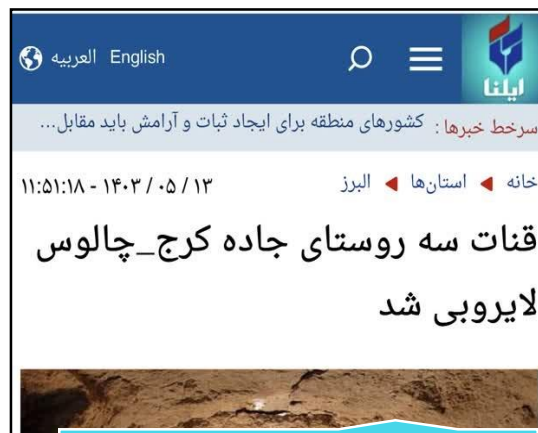 ایلنا
English العربیه
سرخط خبرها : کشورهای منطقه برای ایجاد ثبات و آرامش باید مقابل...
خانه ◀ استان‌ها ◀ البرز
۱۴۰۳ / ۰۵ / ۱۳ - ۱۱:۵۱:۱۸
قنات سه روستای جاده کرج_چالوس
لایروبی شد